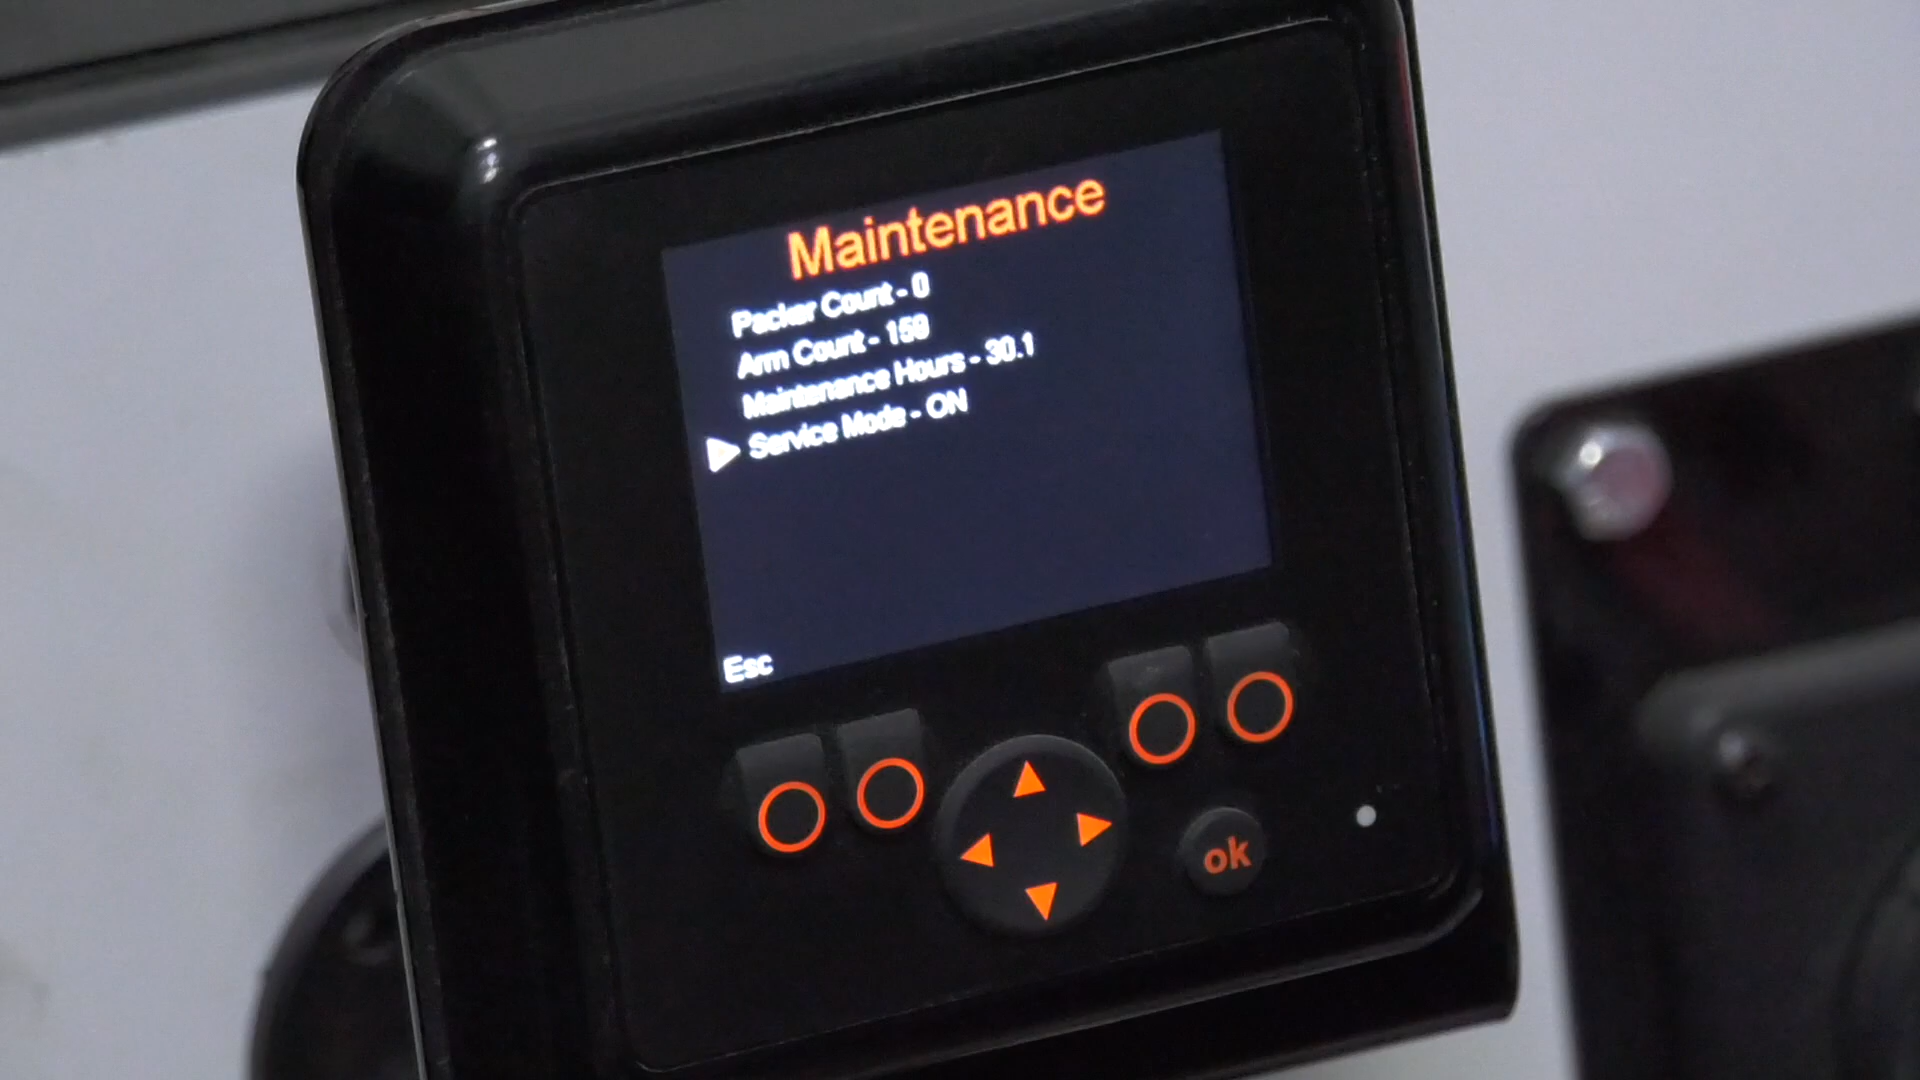 Maintenance
Packer Count - 0
Arm Count - 159
Maintenance Hours - 30.1
Service Mode - ON
Esc
ok